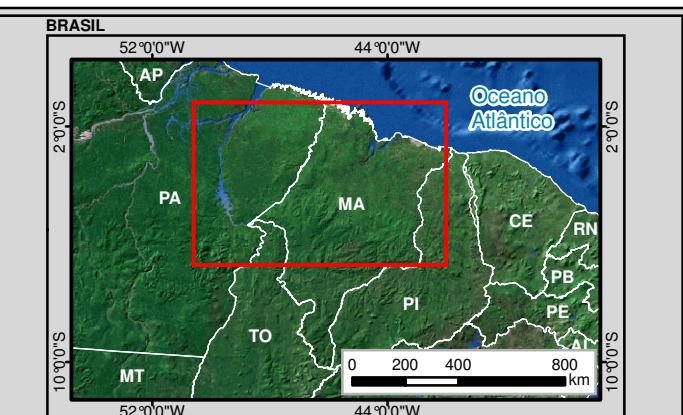 BRASIL
52°0'0"W 44°0'0"W
AP
Oceano
Atlântico
2°0'0"S 2°0'0"S
PA
MA
CE
RN
PB
PE
PI
TO
AL
MT
10°0'0"S 10°0'0"S
0 200 400 800
km
52°0'0"W 44°0'0"W